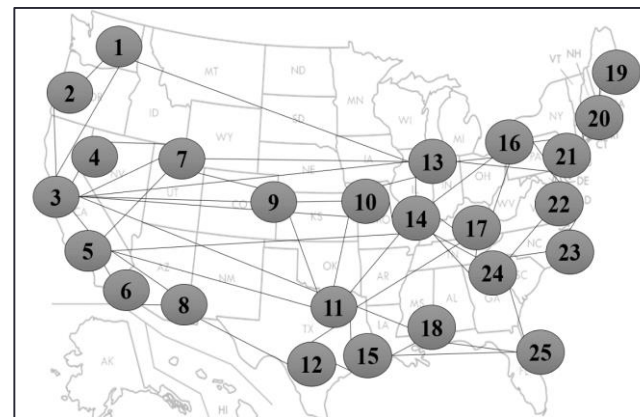 1
19
MT
ND
MN
VT
NH
2
OR
ID
SD
WI
MI
NY
20
16
4
WY
IA
13
PA
21
CT
7
NV
NE
OH
DE
3
UT
CO
9
KS
10
IN
14
WV
22
CA
17
5
OK
NC
23
AZ
NM
AR
24
SC
6
8
11
MS
AL
GA
TX
LA
18
AK
12
15
25
HI